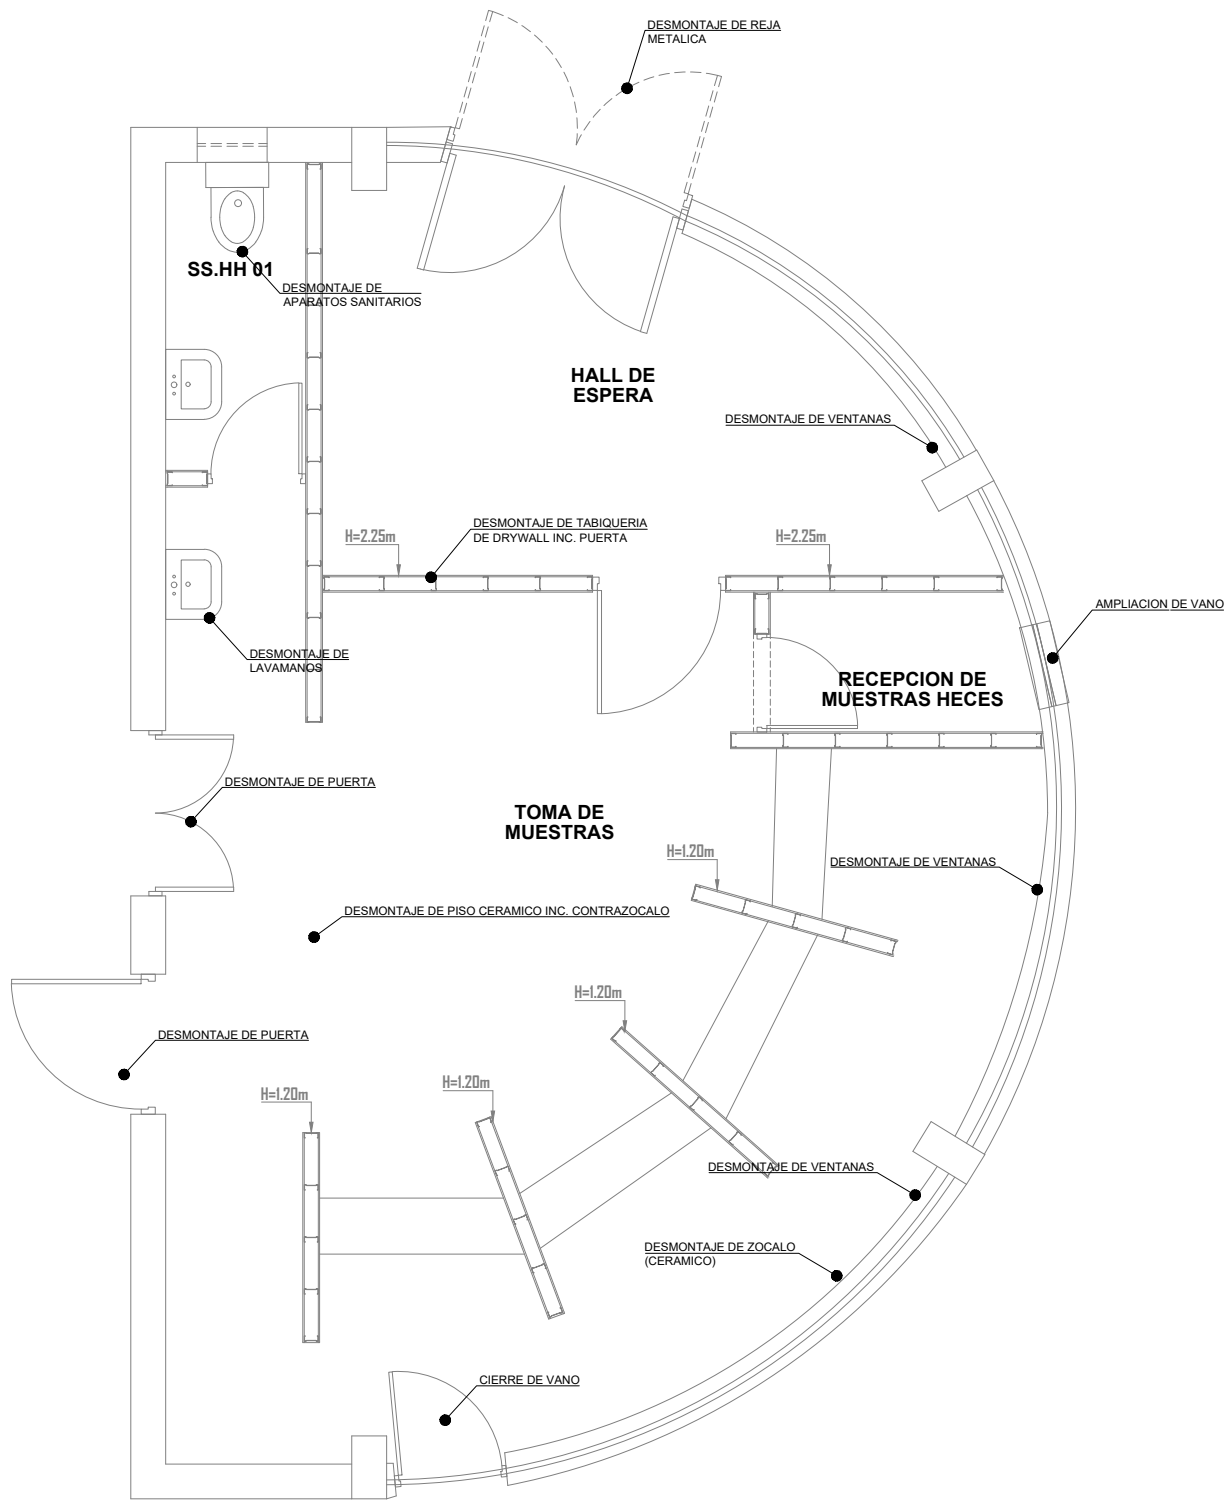 DESMONTAJE DE REJA
METALICA
SS.HH 01
DESMONTAJE DE
APARATOS SANITARIOS
HALL DE
ESPERA
DESMONTAJE DE VENTANAS
H=2.25m
DESMONTAJE DE TABIQUERIA
DE DRYWALL INC. PUERTA
H=2.25m
AMPLIACION DE VANO
DESMONTAJE DE
LAVAMANOS
RECEPCION DE
MUESTRAS HECES
DESMONTAJE DE PUERTA
TOMA DE
MUESTRAS
H=1.20m
DESMONTAJE DE VENTANAS
DESMONTAJE DE PISO CERAMICO INC. CONTRAZOCALO
H=1.20m
DESMONTAJE DE PUERTA
H=1.20m
H=1.20m
DESMONTAJE DE VENTANAS
DESMONTAJE DE ZOCALO
(CERAMICO)
CIERRE DE VANO